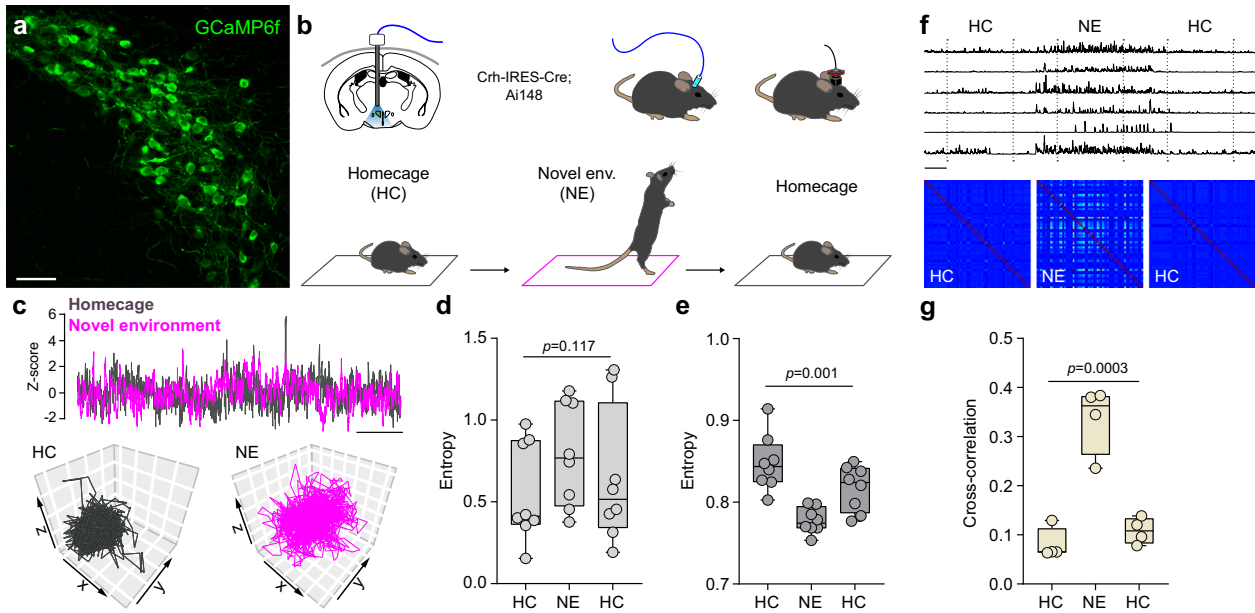 a
GCaMP6f
b
Crh-IRES-Cre;
Ai148
Homecage
(HC)
Novel env.
(NE)
Homecage
c
Homecage
Novel environment
Z-score
6
4
2
0
-2
HC
z
x
y
NE
z
x
y
d
Entropy
1.5
1.0
0.5
0.0
p=0.117
HC NE HC
e
Entropy
1.0
0.9
0.8
0.7
p=0.001
HC NE HC
f
HC NE HC
HC
NE
HC
g
Cross-correlation
0.5
0.4
0.3
0.2
0.1
0.0
p=0.0003
HC NE HC